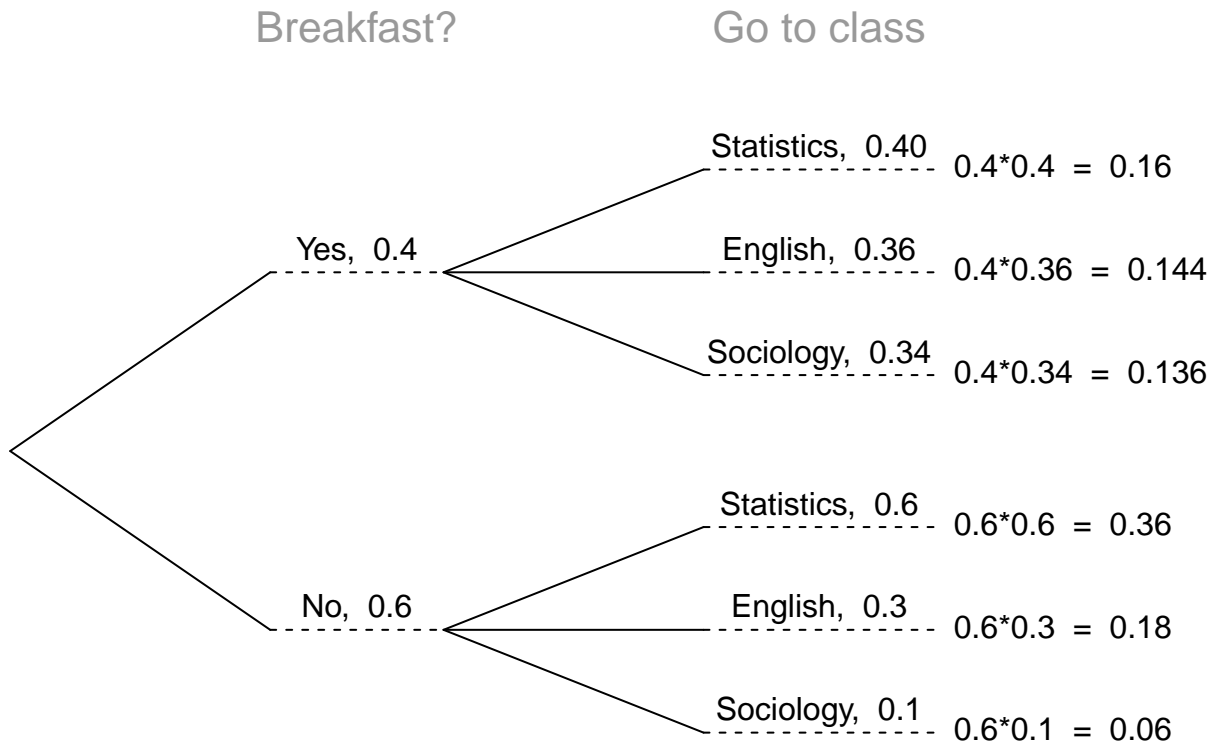 Breakfast? Go to class
Statistics, 0.40 0.4*0.4 = 0.16
Yes, 0.4 English, 0.36 0.4*0.36 = 0.144
Sociology, 0.34 0.4*0.34 = 0.136
Statistics, 0.6 0.6*0.6 = 0.36
No, 0.6 English, 0.3 0.6*0.3 = 0.18
Sociology, 0.1 0.6*0.1 = 0.06